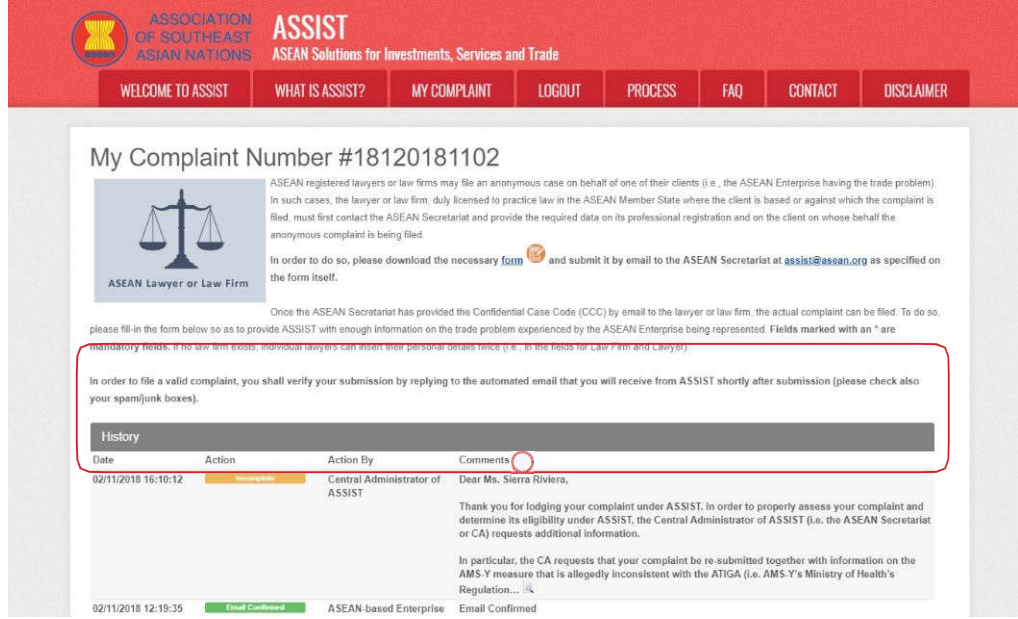 ASSOCIATION
OF SOUTHEAST
ASIAN NATIONS
asean
ASSIST
ASEAN Solutions for Investments, Services and Trade
WELCOME TO ASSIST WHAT IS ASSIST? MY COMPLAINT LOGOUT PROCESS FAQ CONTACT DISCLAIMER
My Complaint Number #18120181102
ASEAN Lawyer or Law Firm
ASEAN registered lawyers or law firms may file an anonymous case on behalf of one of their clients (i.e., the ASEAN Enterprise having the trade problem)
In such cases, the lawyer or law firm, duly licensed to practice law in the ASEAN Member State where the client is based or against which the complaint is
filed, must first contact the ASEAN Secretariat and provide the required data on its professional registration and on the client on whose behalf the
anonymous complaint is being filed.
In order to do so, please download the necessary form and submit it by email to the ASEAN Secretariat at assist@asean.org as specified on
the form itself.
Once the ASEAN Secretariat has provided the Confidential Case Code (CCC) by email to the lawyer or law firm, the actual complaint can be filed. To do so,
please fill-in the form below so as to provide ASSIST with enough information on the trade problem experienced by the ASEAN Enterprise being represented. Fields marked with an * are
mandatory fields. If no law firm exists, individual lawyers can insert their personal details twice (i.e., in the fields for Law Firm and Lawyer).
In order to file a valid complaint, you shall verify your submission by replying to the automated email that you will receive from ASSIST shortly after submission (please check also
your spam/junk boxes).
History
Date Action Action By Comments
02/11/2018 16:10:12 Incomplete Central Administrator of Dear Ms. Sierra Riviera,
ASSIST
Thank you for lodging your complaint under ASSIST. In order to properly assess your complaint and
determine its eligibility under ASSIST, the Central Administrator of ASSIST (i.e. the ASEAN Secretariat
or CA) requests additional information.
In particular, the CA requests that your complaint be re-submitted together with information on the
AMS-Y measure that is allegedly inconsistent with the ATIGA (i.e. AMS-Y's Ministry of Health's
Regulation...
02/11/2018 12:19:35 Email Confirmed ASEAN-based Enterprise Email Confirmed